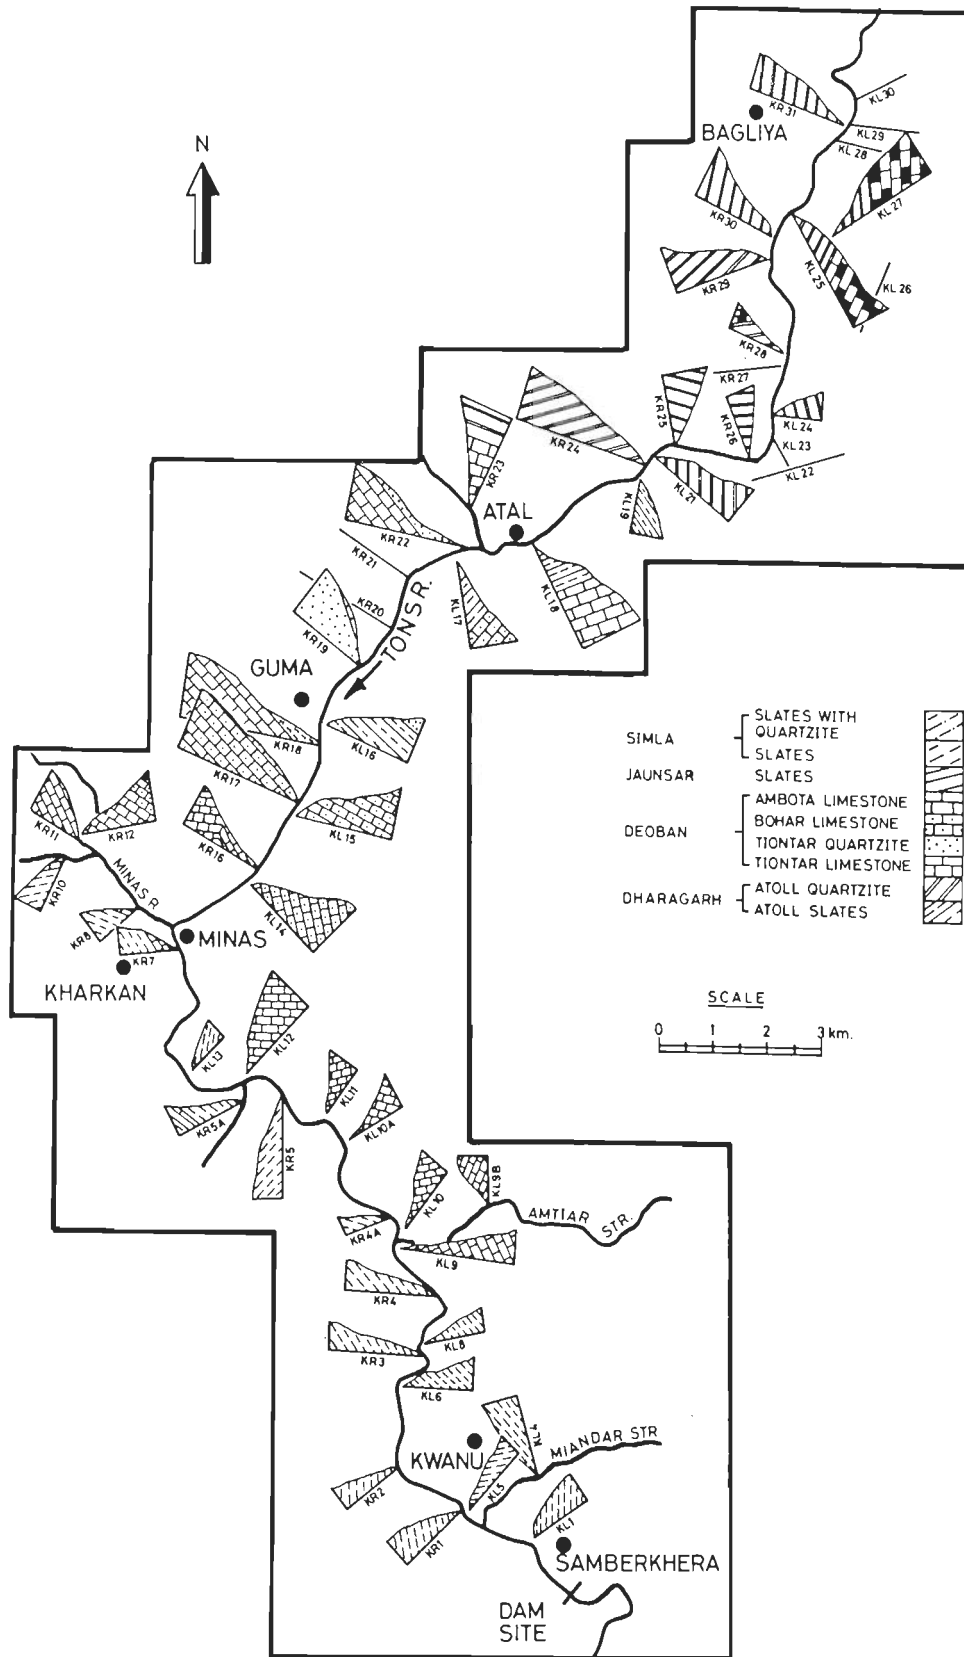 N
KR31
BAGLIYA
KL30
KL29
KL28
KL27
KR30
KL25
KL26
KR29
KR28
KR27
KR25
KR26
KL24
KL23
KL22
KL21
KR24
KR23
KL19
ATAL
KR22
KR21
KL17
KL18
KR20
KR19
TONS R.
GUMA
KR18
KL16
KR17
KL15
KR16
KR11
KR12
KR10
MINAS R
KL14
KR8
KR7
MINAS
KHARKAN
KL13
KL12
KL11
KL10A
KR5A
KR5
KL10
KL9B
AMTIAR
STR.
KR4A
KL9
KR4
KL8
KR3
KL6
KL4
KWANU
MIANDAR STR
KL5
KR2
KL1
KR1
SAMBERKHERA
DAM
SITE
SIMLA
SLATES WITH
QUARTZITE
SLATES
JAUNSAR SLATES
DEOBAN
AMBOTA LIMESTONE
BOHAR LIMESTONE
TIONTAR QUARTZITE
TIONTAR LIMESTONE
DHARAGARH
ATOLL QUARTZITE
ATOLL SLATES
SCALE
0 1 2 3 km.